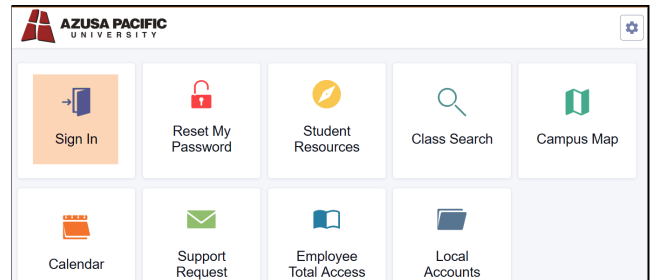 AZUSA PACIFIC
UNIVERSITY
Sign In
Reset My
Password
Student
Resources
Class Search
Campus Map
Calendar
Support
Request
Employee
Total Access
Local
Accounts